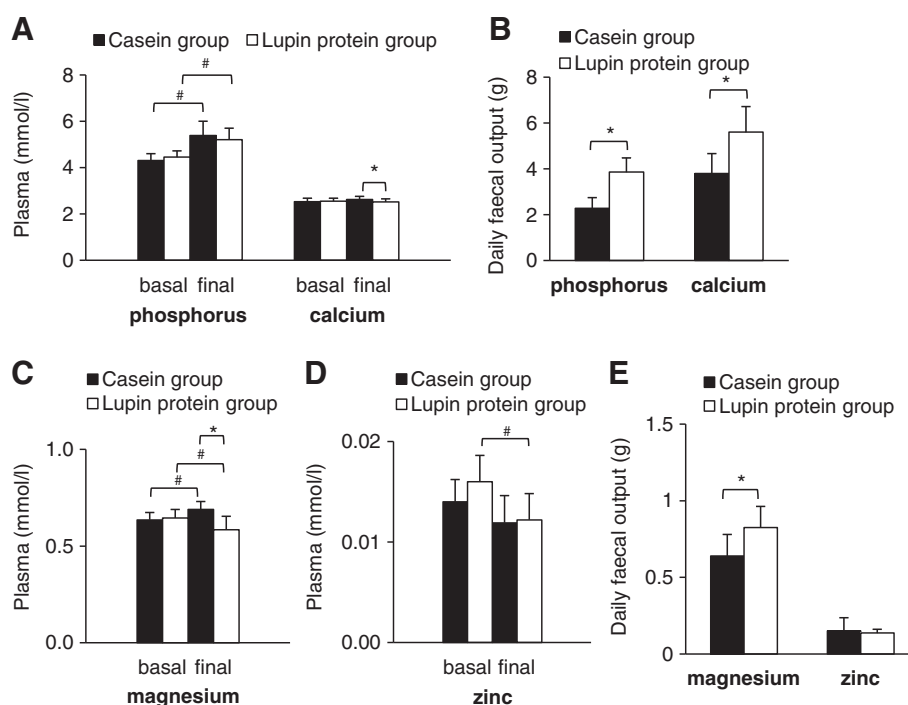 A
Casein group Lupin protein group
Plasma (mmol/l)
8
6
4
2
0
#
#
*
basal final basal final
phosphorus calcium
B
Casein group
Lupin protein group
Daily faecal output (g)
8
6
4
2
0
*
*
phosphorus calcium
C
Casein group
Lupin protein group
Plasma (mmol/l)
1.0
0.5
0.0
*
#
#
basal final
magnesium
D
Casein group
Lupin protein group
Plasma (mmol/l)
0.02
0.01
0.00
#
basal final
zinc
E
Casein group
Lupin protein group
Daily faecal output (g)
1.5
1
0.5
0
*
magnesium zinc